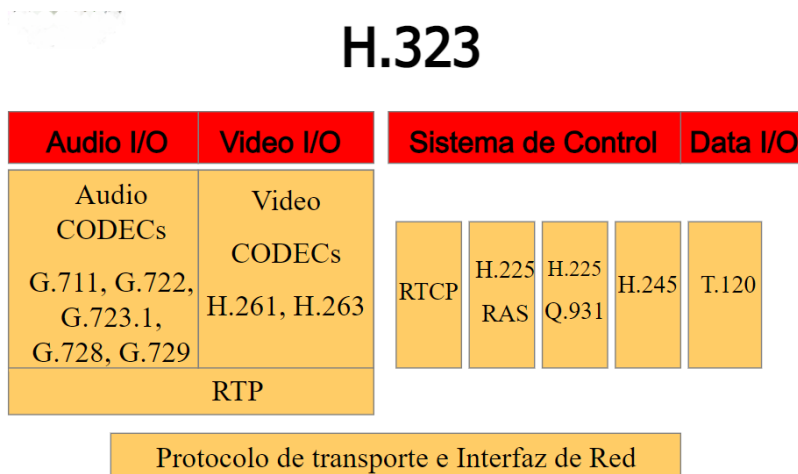 H.323
Audio I/O
Video I/O
Sistema de Control
Data I/O
Audio
CODECs
G.711, G.722,
G.723.1,
G.728, G.729
Video
CODECs
H.261, H.263
RTP
RTCP
H.225
RAS
H.225
Q.931
H.245
T.120
Protocolo de transporte e Interfaz de Red